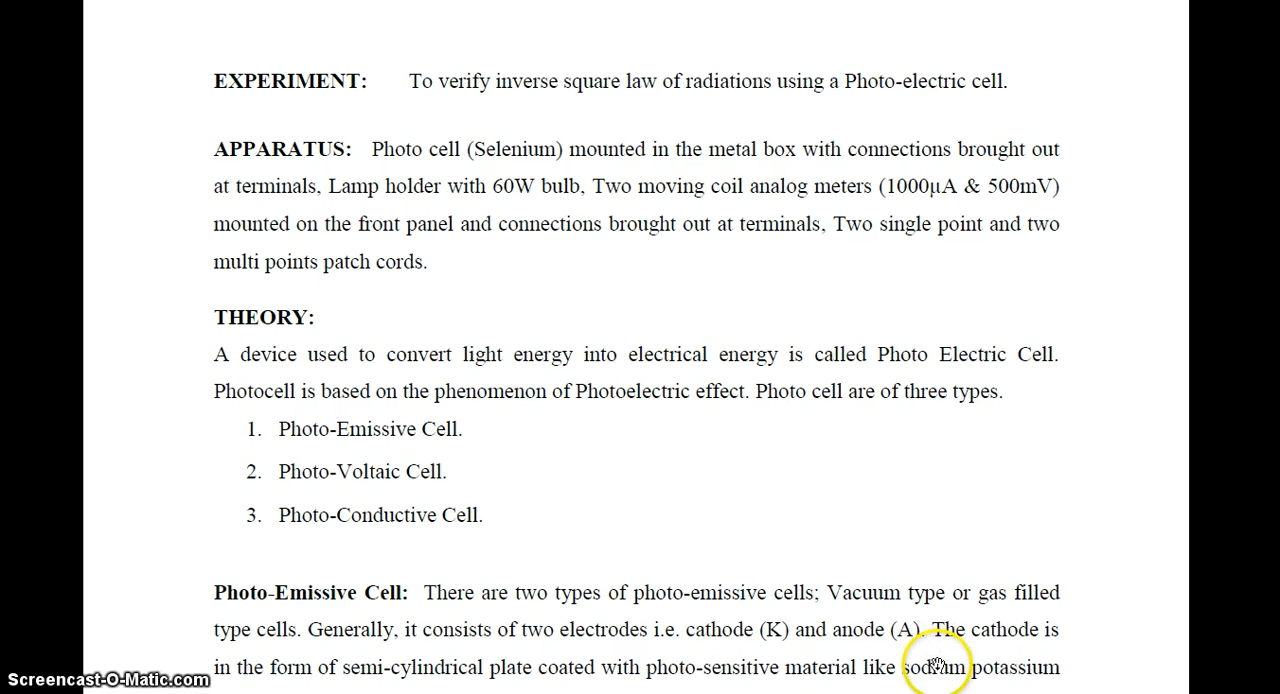 EXPERIMENT: To verify inverse square law of radiations using a Photo-electric cell.
APPARATUS: Photo cell (Selenium) mounted in the metal box with connections brought out
at terminals, Lamp holder with 60W bulb, Two moving coil analog meters (1000µA & 500mV)
mounted on the front panel and connections brought out at terminals, Two single point and two
multi points patch cords.
THEORY:
A device used to convert light energy into electrical energy is called Photo Electric Cell.
Photocell is based on the phenomenon of Photoelectric effect. Photo cell are of three types.
1. Photo-Emissive Cell.
2. Photo-Voltaic Cell.
3. Photo-Conductive Cell.
Photo-Emissive Cell: There are two types of photo-emissive cells; Vacuum type or gas filled
type cells. Generally, it consists of two electrodes i.e. cathode (K) and anode (A). The cathode is
in the form of semi-cylindrical plate coated with photo-sensitive material like sodium potassium
Screencast-O-Matic.com